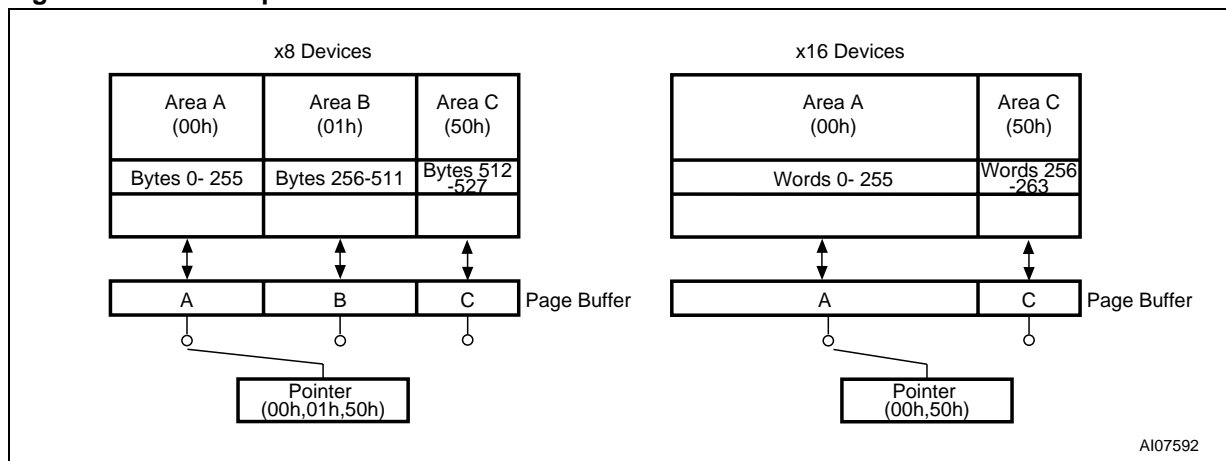 x8 Devices
Area A
(00h)
Area B
(01h)
Area C
(50h)
Bytes 0- 255
Bytes 256-511
Bytes 512
-527
A
B
C
Page Buffer
Pointer
(00h,01h,50h)
x16 Devices
Area A
(00h)
Area C
(50h)
Words 0- 255
Words 256
-263
A
C
Page Buffer
Pointer
(00h,50h)
AI07592